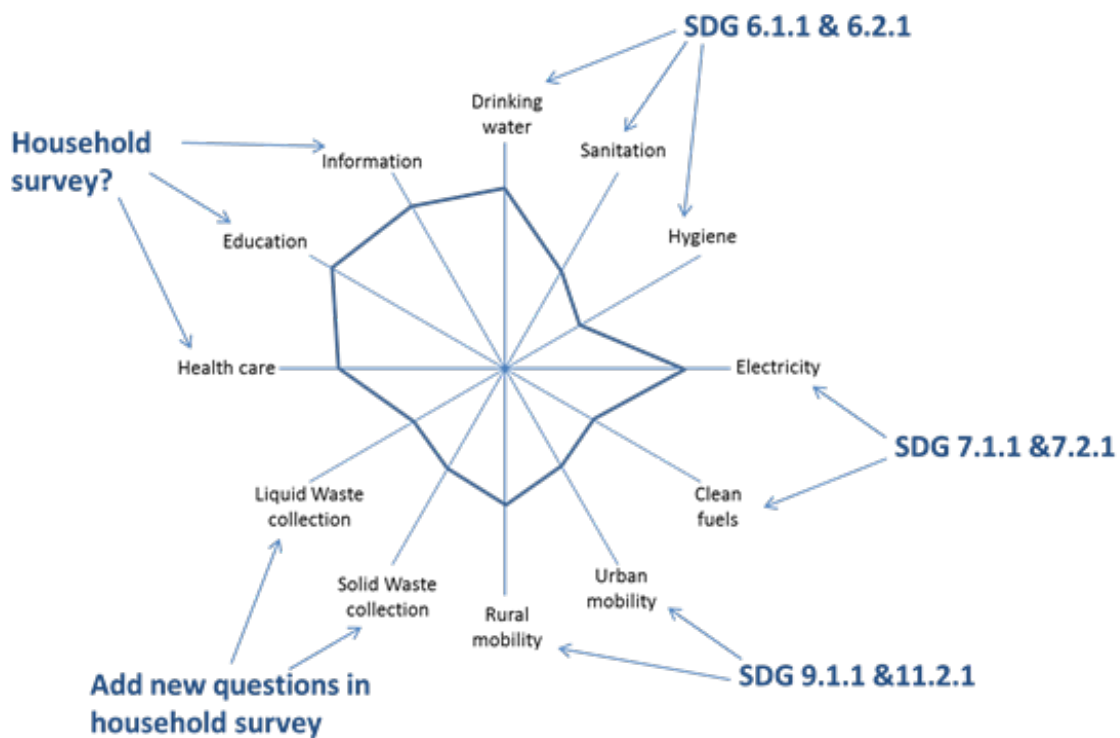 SDG 6.1.1 & 6.2.1
Drinking
water
Sanitation
Household
survey?
Information
Hygiene
Education
Health care
Electricity
SDG 7.1.1 &7.2.1
Liquid Waste
collection
Clean
fuels
Solid Waste
collection
Rural
mobility
Urban
mobility
Add new questions in
household survey
SDG 9.1.1 &11.2.1